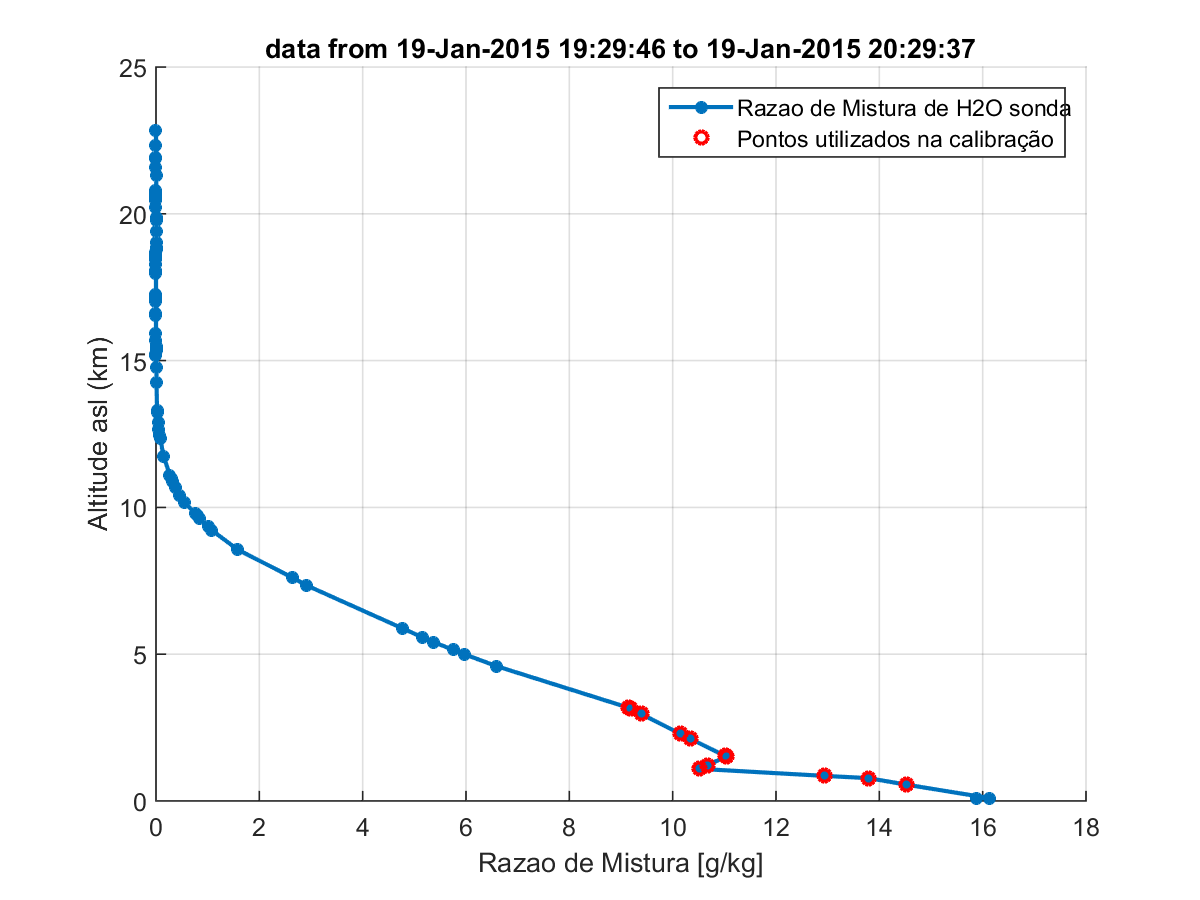 data from 19-Jan-2015 19:29:46 to 19-Jan-2015 20:29:37
Razao de Mistura de H2O sonda
Pontos utilizados na calibração
Altitude asl (km)
25
20
15
10
5
0
0 2 4 6 8 10 12 14 16 18
Razao de Mistura [g/kg]